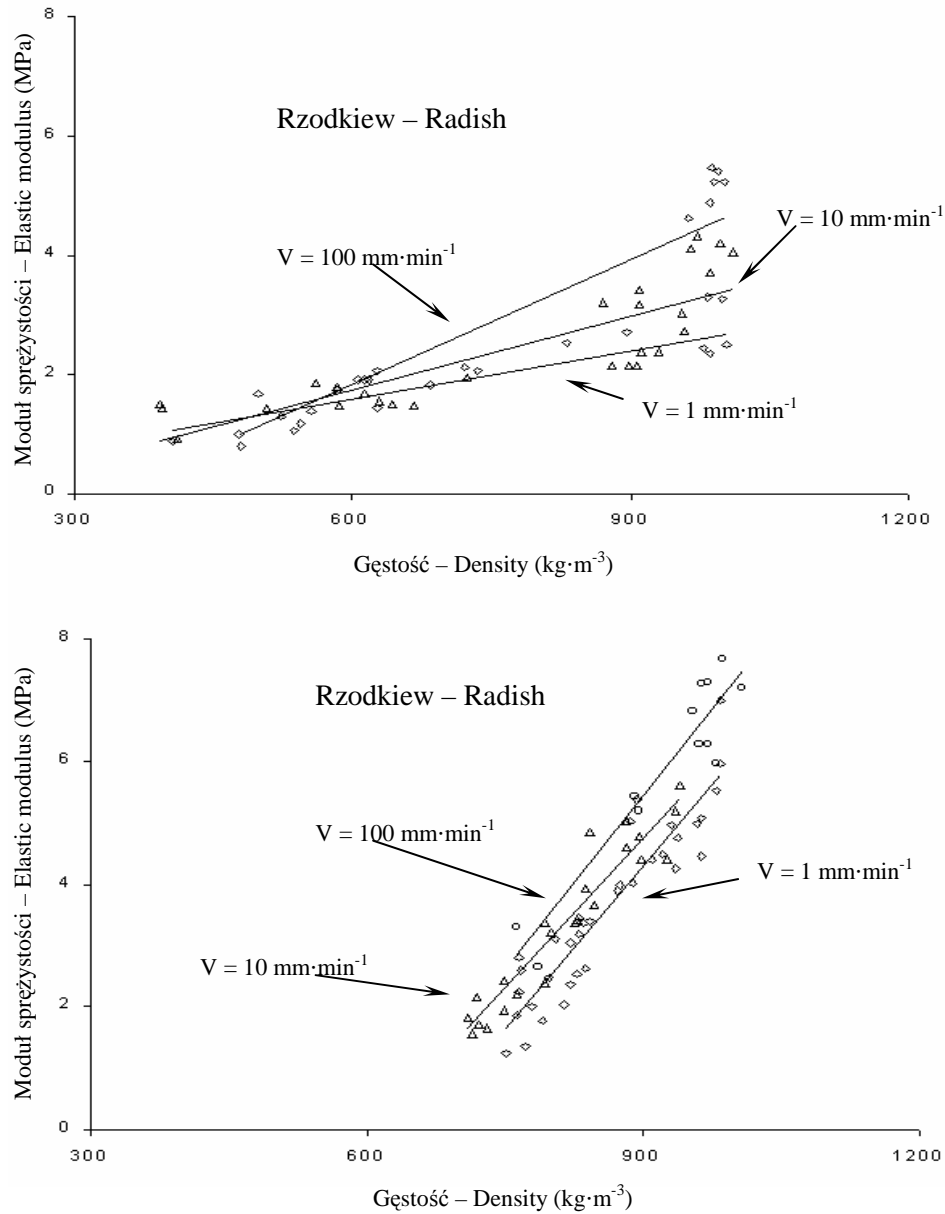 8
6
4
2
0
Moduł sprężystości – Elastic modulus (MPa)
Rzodkiew – Radish
V = 10 mm·min-1
V = 100 mm·min-1
V = 1 mm·min-1
300
600
900
1200
Gęstość – Density (kg·m-3)
8
6
4
2
0
Moduł sprężystości – Elastic modulus (MPa)
Rzodkiew – Radish
V = 100 mm·min-1
V = 1 mm·min-1
V = 10 mm·min-1
300
600
900
1200
Gęstość – Density (kg·m-3)